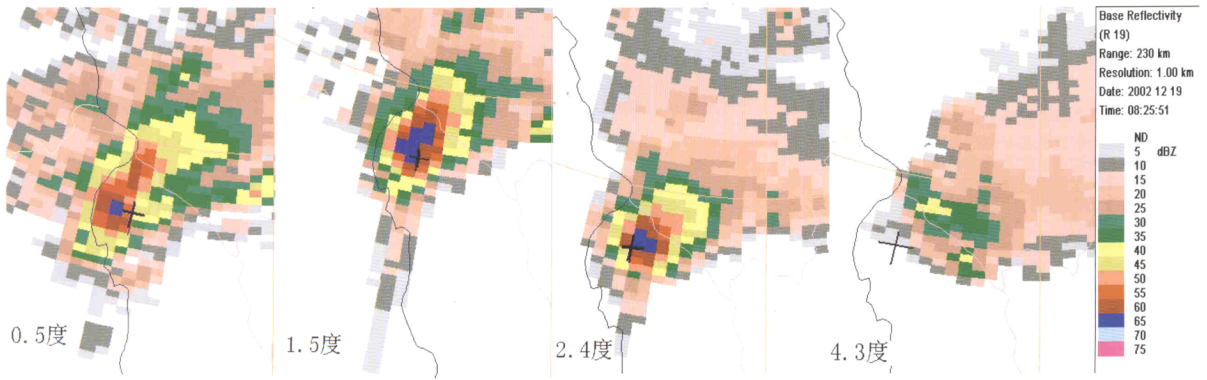 0.5度
1.5度
2.4度
4.3度
Base Reflectivity
(R 19)
Range: 230 km
Resolution: 1.00 km
Date: 2002 12 19
Time: 08:25:51
ND
5 dBZ
10
15
20
25
30
35
40
45
50
55
60
65
70
75